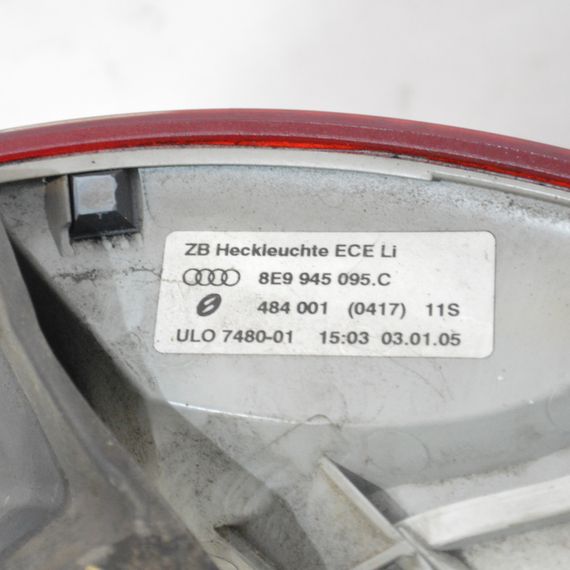 ZB Heckleuchte ECE Li
8E9 945 095.C
484 001 (0417) 11S
ULO 7480-01 15:03 03.01.05